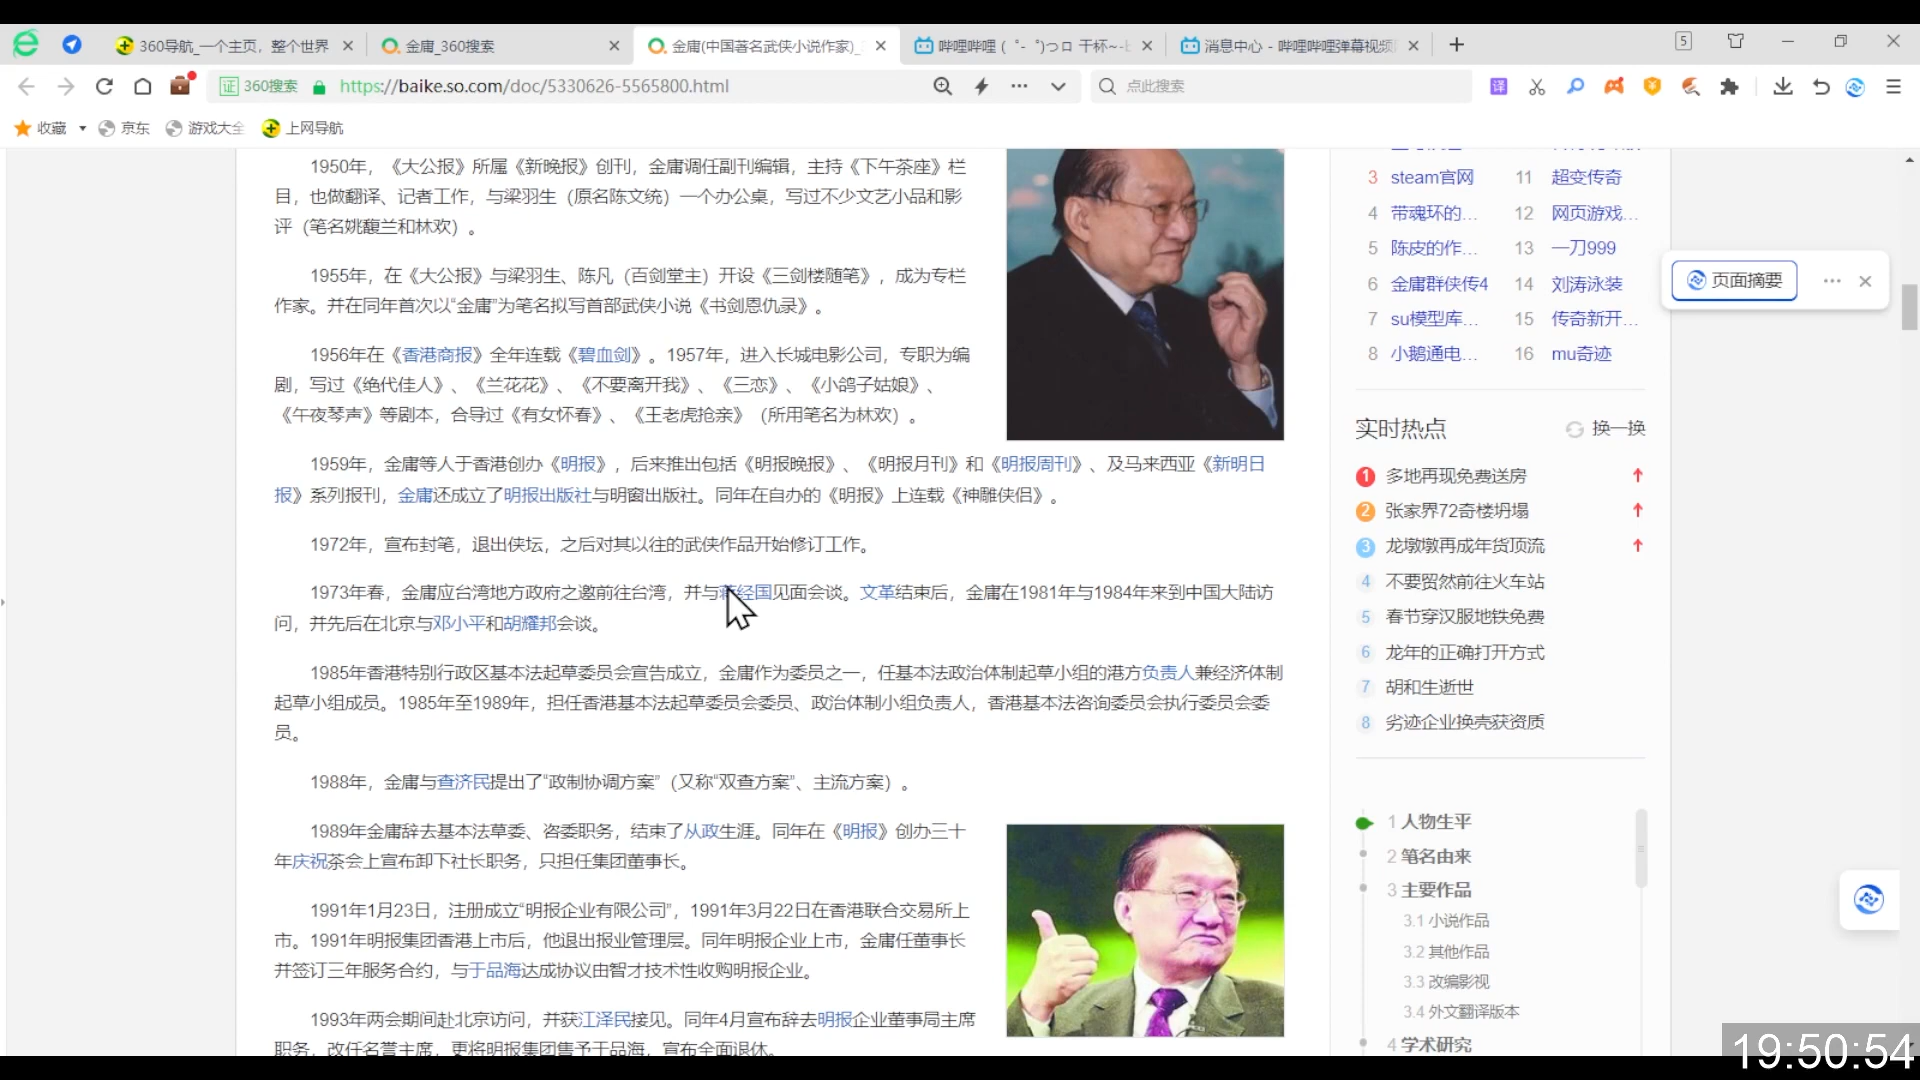 360导航_一个主页，整个世界
金庸_360搜索
金庸(中国著名武侠小说作家)_
哔哩哔哩 ( ゜- ゜)つロ 干杯~-b
消息中心 - 哔哩哔哩弹幕视频
5
证 360搜索
https://baike.so.com/doc/5330626-5565800.html
点此搜索
译
收藏
京东
游戏大全
上网导航
1950年，《大公报》所属《新晚报》创刊，金庸调任副刊编辑，主持《下午茶座》栏
目，也做翻译、记者工作，与梁羽生（原名陈文统）一个办公桌，写过不少文艺小品和影
评（笔名姚馥兰和林欢）。
1955年，在《大公报》与梁羽生、陈凡（百剑堂主）开设《三剑楼随笔》，成为专栏
作家。并在同年首次以“金庸”为笔名拟写首部武侠小说《书剑恩仇录》。
1956年在《香港商报》全年连载《碧血剑》。1957年，进入长城电影公司，专职为编
剧，写过《绝代佳人》、《兰花花》、《不要离开我》、《三恋》、《小鸽子姑娘》、
《午夜琴声》等剧本，合导过《有女怀春》、《王老虎抢亲》（所用笔名为林欢）。
1959年，金庸等人于香港创办《明报》，后来推出包括《明报晚报》、《明报月刊》和《明报周刊》、及马来西亚《新明日
报》系列报刊，金庸还成立了明报出版社与明窗出版社。同年在自办的《明报》上连载《神雕侠侣》。
1972年，宣布封笔，退出侠坛，之后对其以往的武侠作品开始修订工作。
1973年春，金庸应台湾地方政府之邀前往台湾，并与蒋经国见面会谈。文革结束后，金庸在1981年与1984年来到中国大陆访
问，并先后在北京与邓小平和胡耀邦会谈。
1985年香港特别行政区基本法起草委员会宣告成立，金庸作为委员之一，任基本法政治体制起草小组的港方负责人兼经济体制
起草小组成员。1985年至1989年，担任香港基本法起草委员会委员、政治体制小组负责人，香港基本法咨询委员会执行委员会委
员。
1988年，金庸与查济民提出了“政制协调方案”（又称“双查方案”、主流方案）。
1989年金庸辞去基本法草委、咨委职务，结束了从政生涯。同年在《明报》创办三十
年庆祝茶会上宣布卸下社长职务，只担任集团董事长。
1991年1月23日，注册成立“明报企业有限公司”，1991年3月22日在香港联合交易所上
市。1991年明报集团香港上市后，他退出报业管理层。同年明报企业上市，金庸任董事长
并签订三年服务合约，与于品海达成协议由智才技术性收购明报企业。
1993年两会期间赴北京访问，并获江泽民接见。同年4月宣布辞去明报企业董事局主席
职务，改任名誉主席，更将明报集团售予于品海，宣布全面退休。
3 steam官网 11 超变传奇
4 带魂环的... 12 网页游戏...
5 陈皮的作... 13 一刀999
6 金庸群侠传4 14 刘涛泳装
7 su模型库... 15 传奇新开...
8 小鹅通电... 16 mu奇迹
页面摘要
实时热点 换一换
1 多地再现免费送房
2 张家界72奇楼坍塌
3 龙墩墩再成年货顶流
4 不要贸然前往火车站
5 春节穿汉服地铁免费
6 龙年的正确打开方式
7 胡和生逝世
8 劣迹企业换壳获资质
1 人物生平
2 笔名由来
3 主要作品
3.1 小说作品
3.2 其他作品
3.3 改编影视
3.4 外文翻译版本
4 学术研究
19:50:54